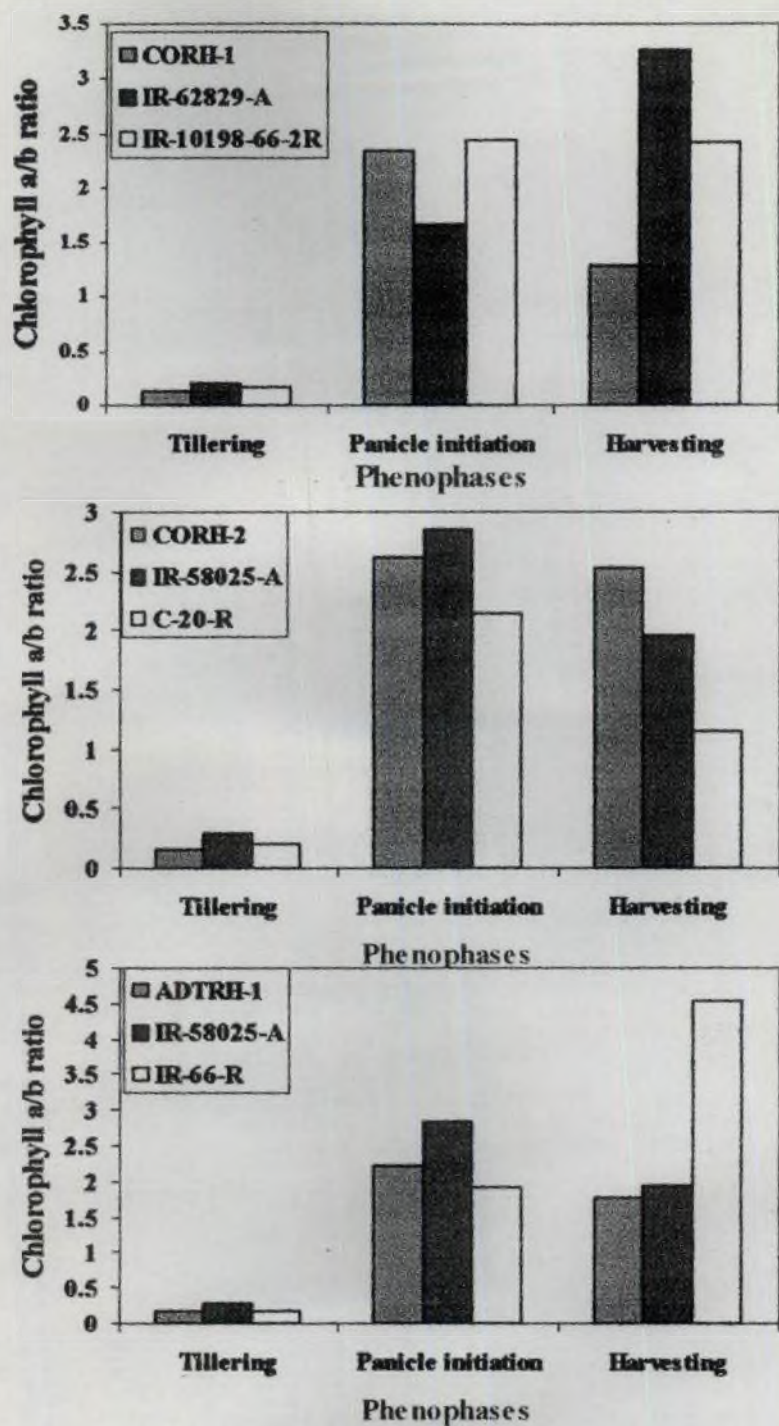 Chlorophyll a/b ratio
3.5
3
2.5
2
1.5
1
0.5
0
CORH-1
IR-62829-A
IR-10198-66-2R
Tillering Panicle initiation Harvesting
Phenophases
Chlorophyll a/b ratio
3
2.5
2
1.5
1
0.5
0
CORH-2
IR-58025-A
C-20-R
Tillering Panicle initiation Harvesting
Phenophases
Chlorophyll a/b ratio
5
4.5
4
3.5
3
2.5
2
1.5
1
0.5
0
ADTRH-1
IR-58025-A
IR-66-R
Tillering Panicle initiation Harvesting
Phenophases